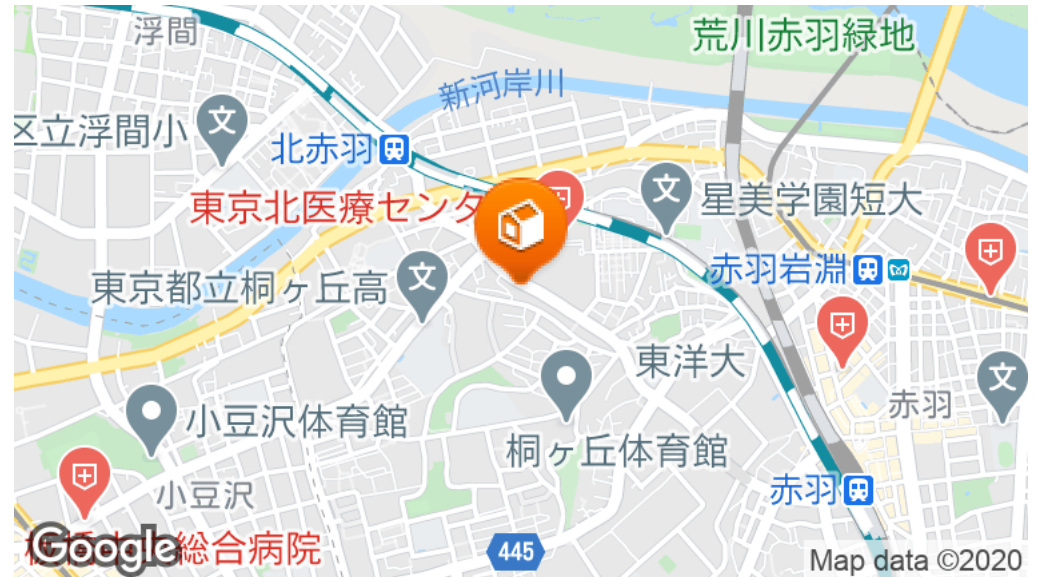 浮間
荒川赤羽緑地
新河岸川
区立浮間小
北赤羽
東京北医療センタ
星美学園短大
赤羽岩淵
東京都立桐ヶ丘高
東洋大
赤羽
小豆沢体育館
桐ヶ丘体育館
小豆沢
赤羽
Google
総合病院
445
Map data ©2020